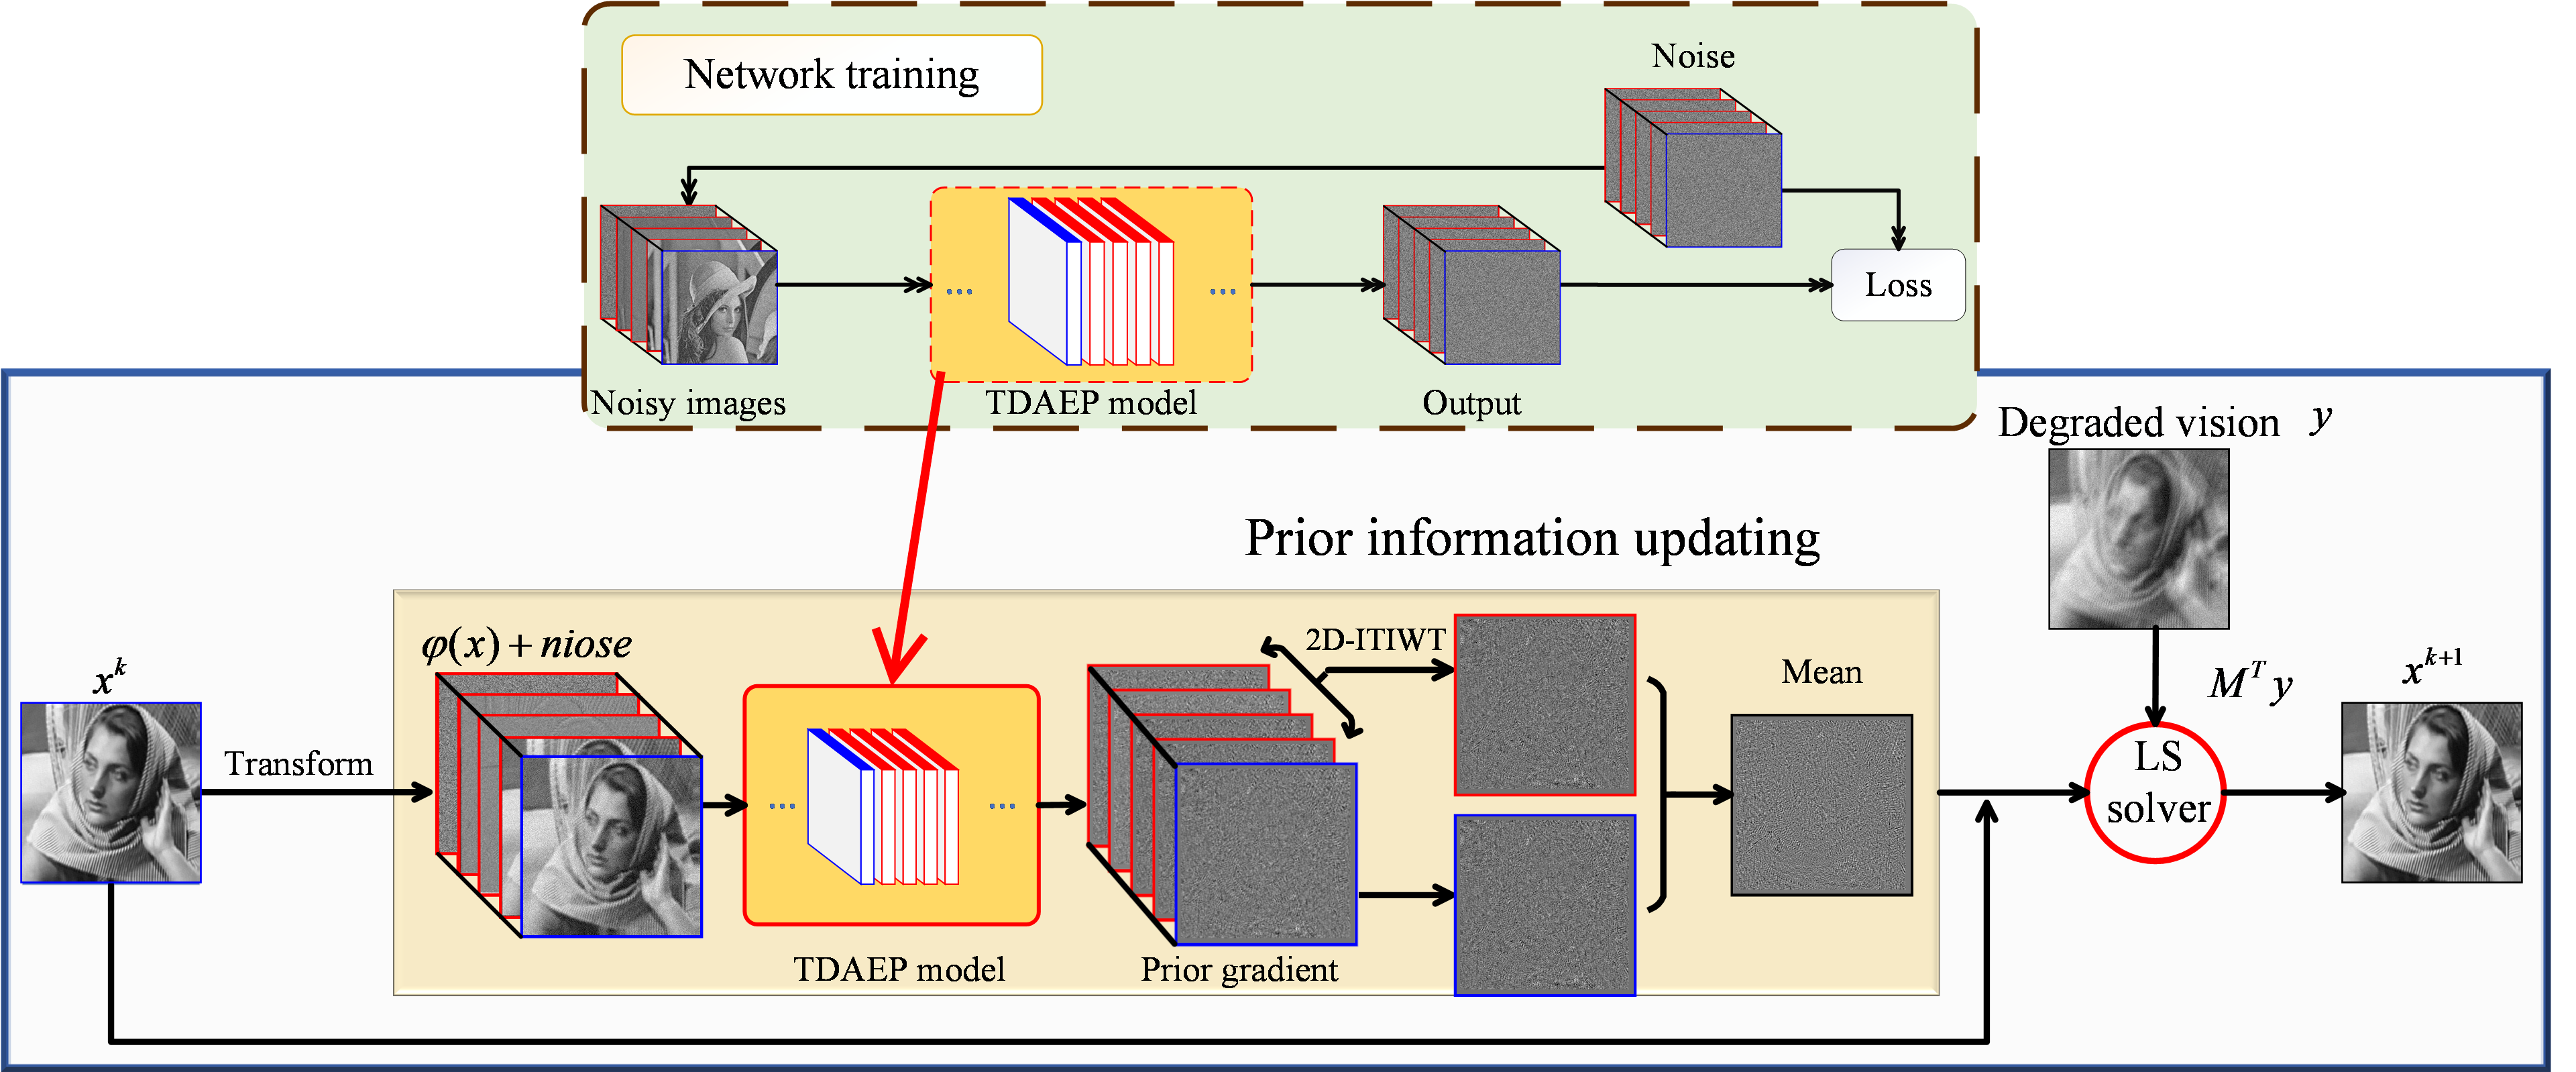 Network training
Noise
Loss
Noisy images
TDAEP model
Output
Degraded vision y
Prior information updating
φ(x) + niose
2D-ITIWT
Mean
x^k
M^T y
x^{k+1}
Transform
LS
solver
TDAEP model
Prior gradient